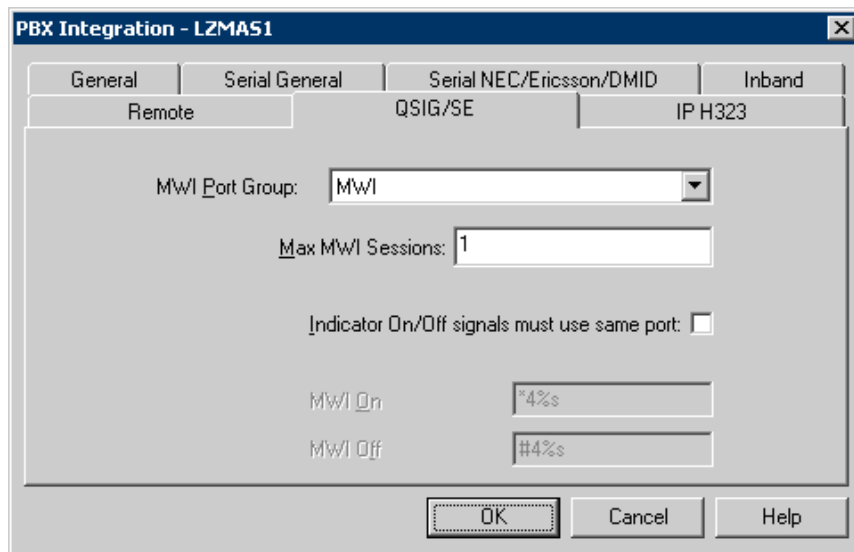 PBX Integration - LZMAS1
General Serial General Serial NEC/Ericsson/DMID Inband
Remote QSIG/SE IP H323
MWI Port Group: MWI
Max MWI Sessions: 1
Indicator On/Off signals must use same port:
MWI On *4%s
MWI Off #4%s
OK Cancel Help